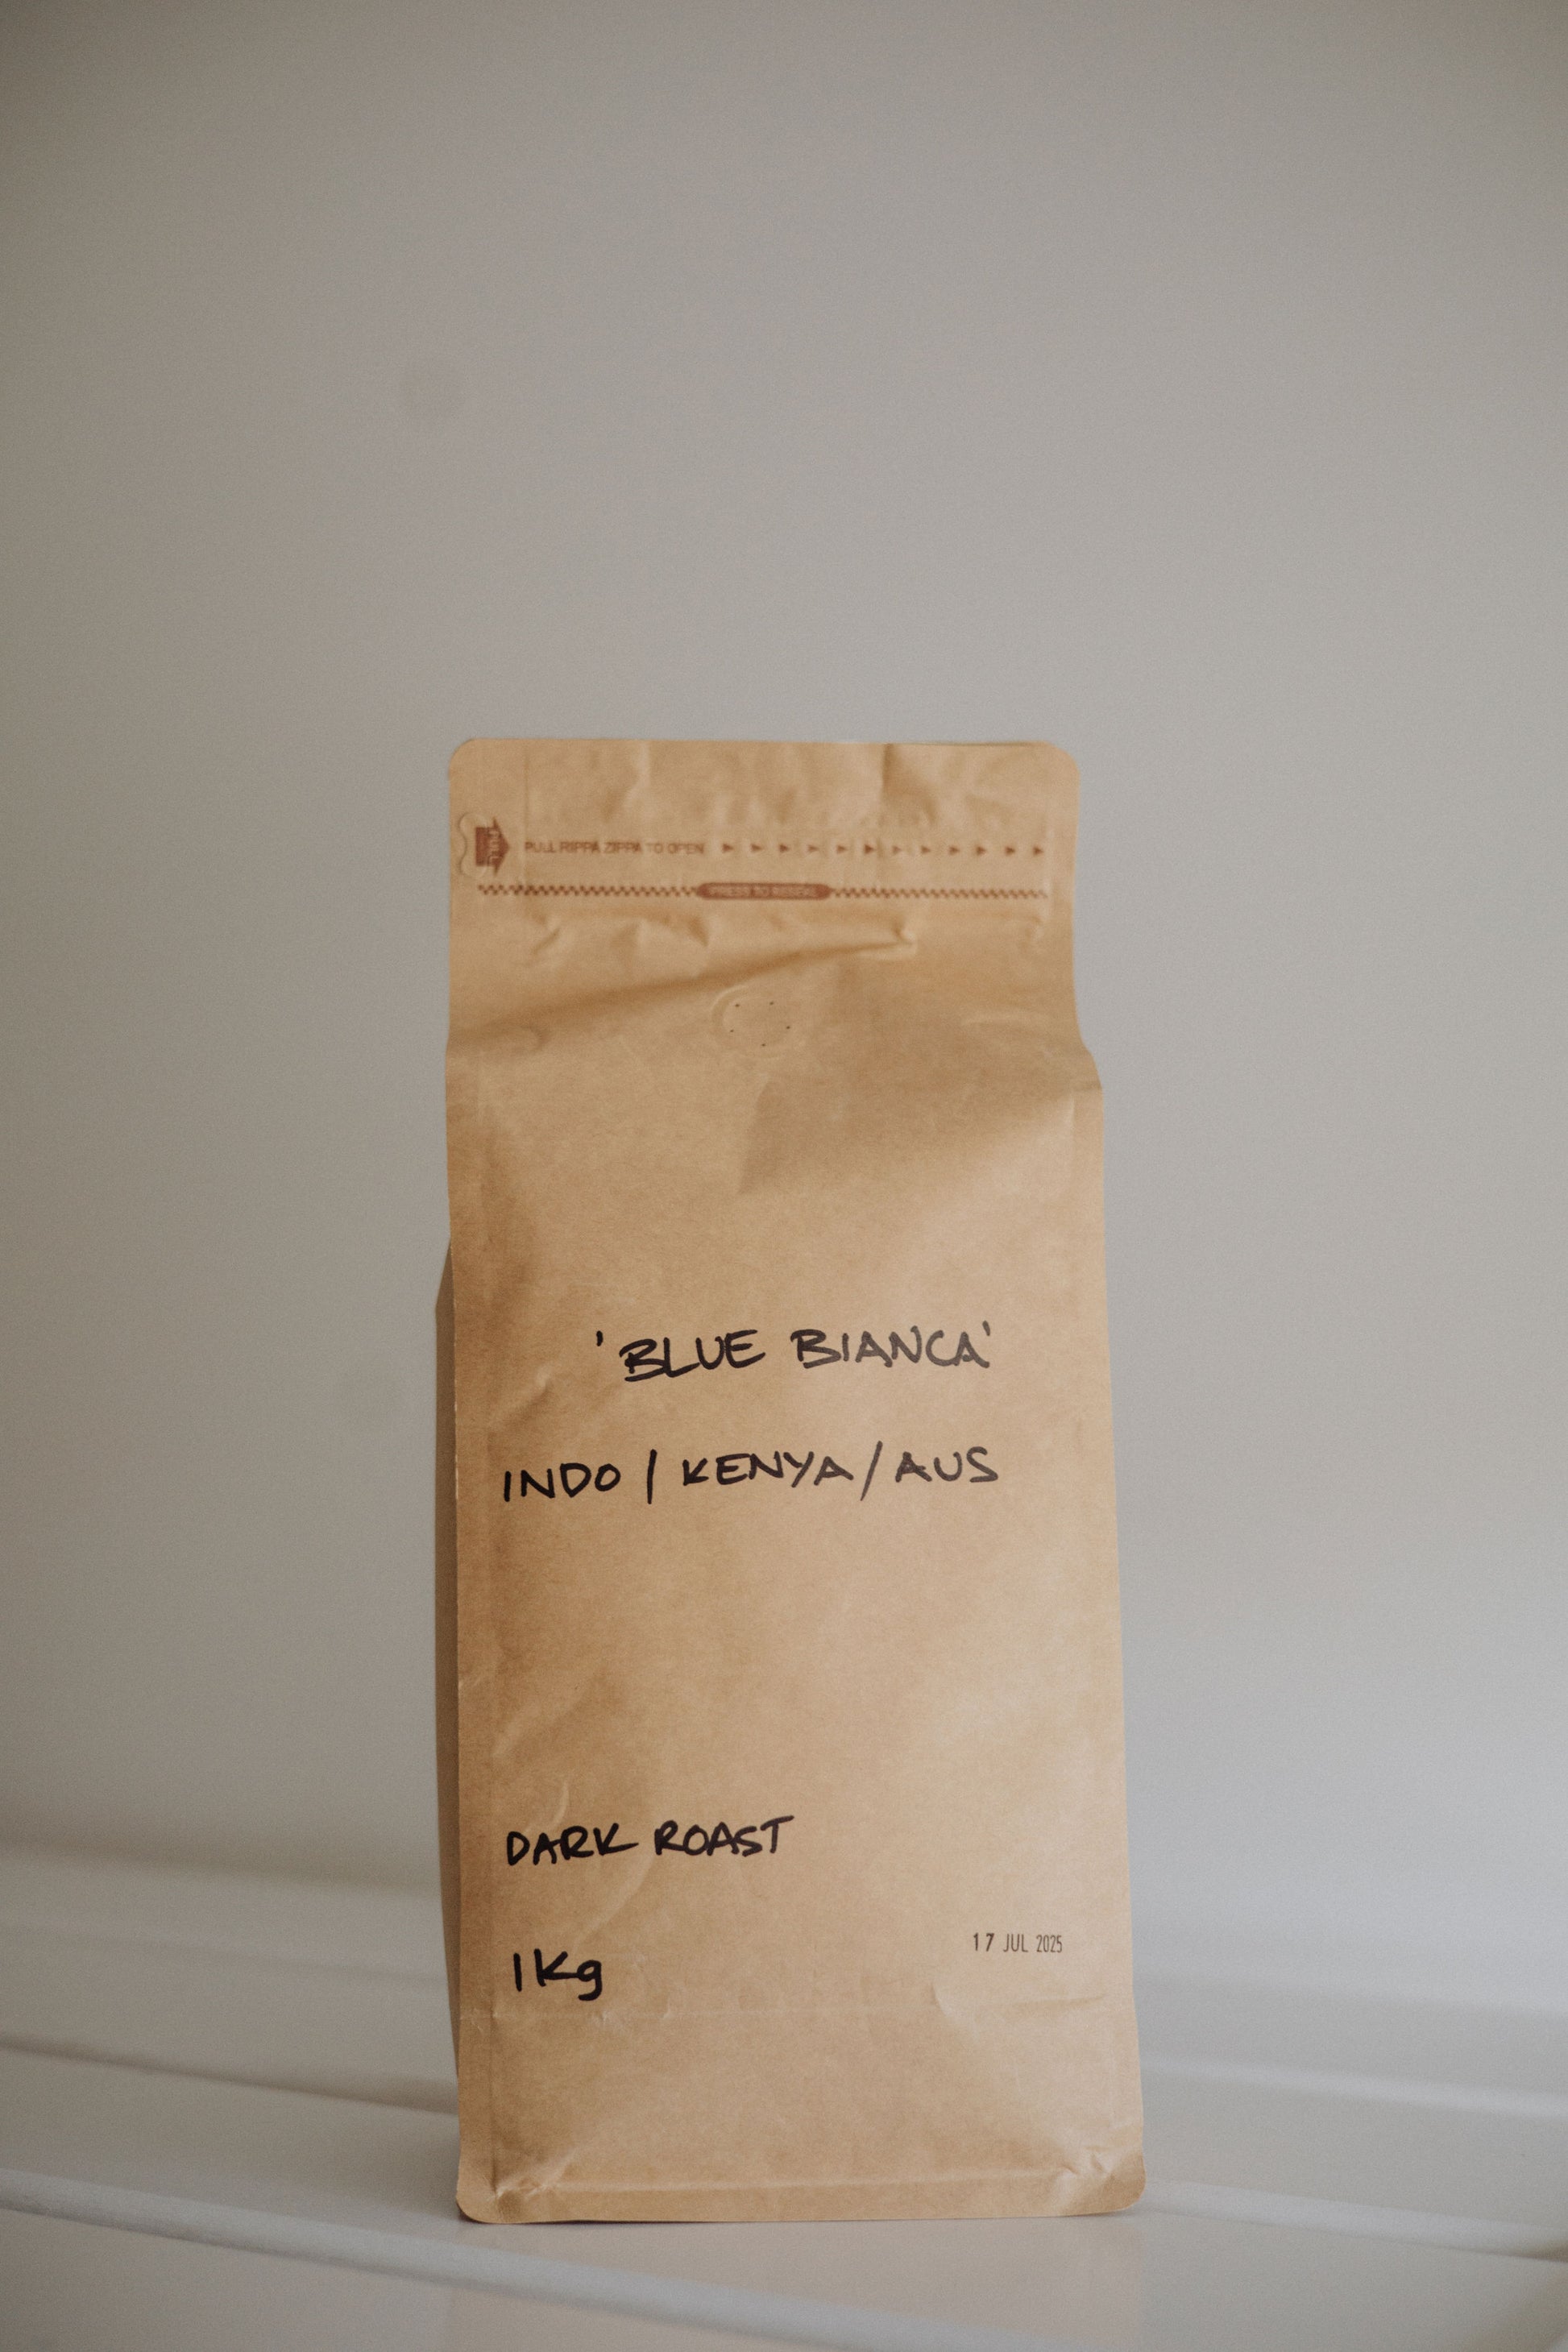 PULL
PULL RIPPA ZIPPA TO OPEN
PRESS TO RESEAL
'BLUE BIANCA'
INDO / KENYA / AUS
DARK ROAST
1Kg
17 JUL 2025